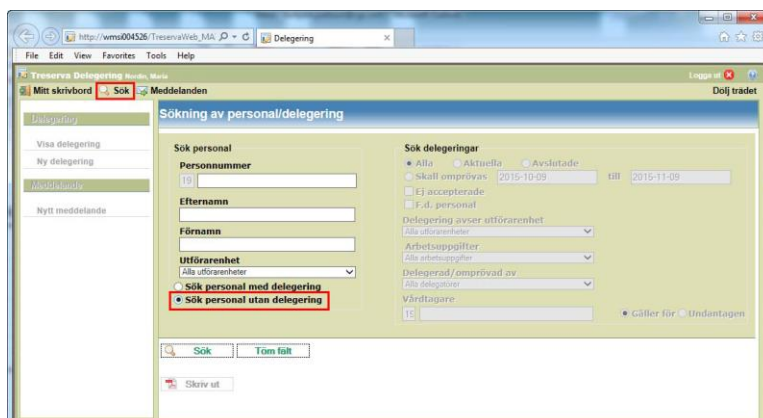 http://wmsi004526/TreservaWeb_MA
Delegering
File Edit View Favorites Tools Help
Treserva Delegering Nordin, Maria
Logga ut
Mitt skrivbord Sök Meddelanden
Dölj trädet
Delegering
Visa delegering
Ny delegering
Meddelande
Nytt meddelande
Sökning av personal/delegering
Sök personal
Personnummer
19
Efternamn
Förnamn
Utförarenhet
Alla utförarenheter
Sök personal med delegering
Sök personal utan delegering
Sök delegeringar
Alla Aktuella Avslutade
Skall omprövas 2015-10-09 till 2015-11-09
Ej accepterade
F.d. personal
Delegering avser utförarenhet
Alla utförarenheter
Arbetsuppgifter
Alla arbetsuppgifter
Delegerad/omprövad av
Alla delegatörer
Vårdtagare
19
Gäller för Undantagen
Sök Töm fält
Skriv ut